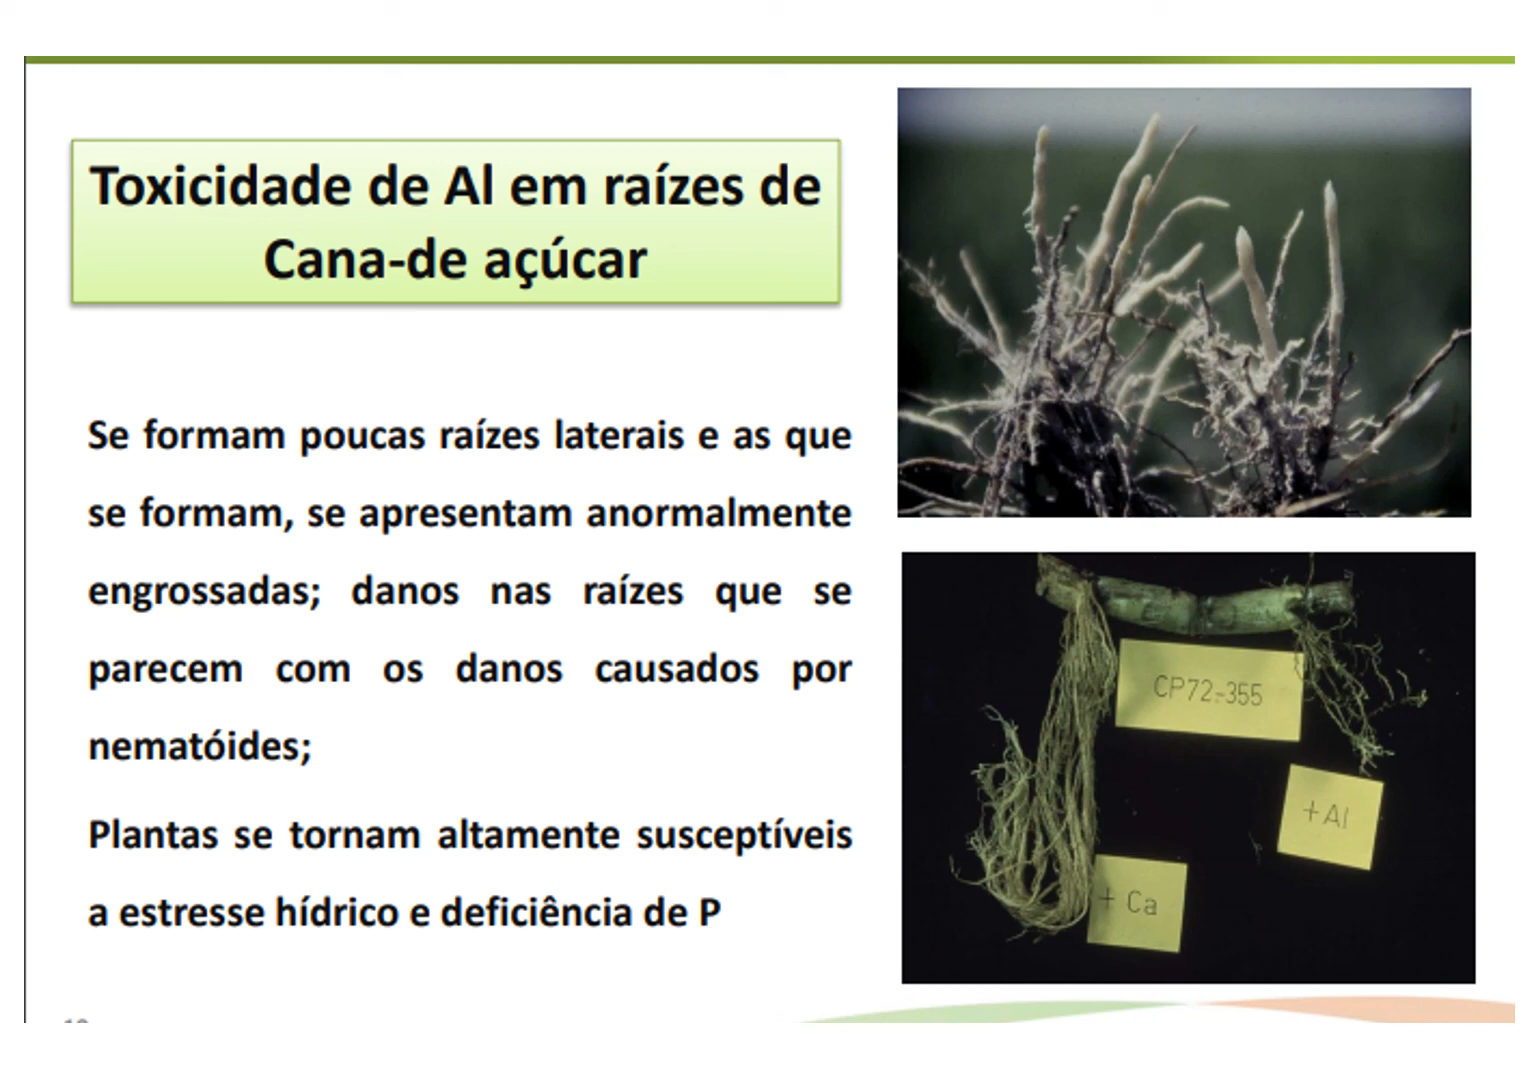 Toxicidade de Al em raízes de
Cana-de açúcar
Se formam poucas raízes laterais e as que
se formam, se apresentam anormalmente
engrossadas; danos nas raízes que se
parecem com os danos causados por
nematóides;
Plantas se tornam altamente susceptíveis
a estresse hídrico e deficiência de P
CP72-355
+Al
+ Ca